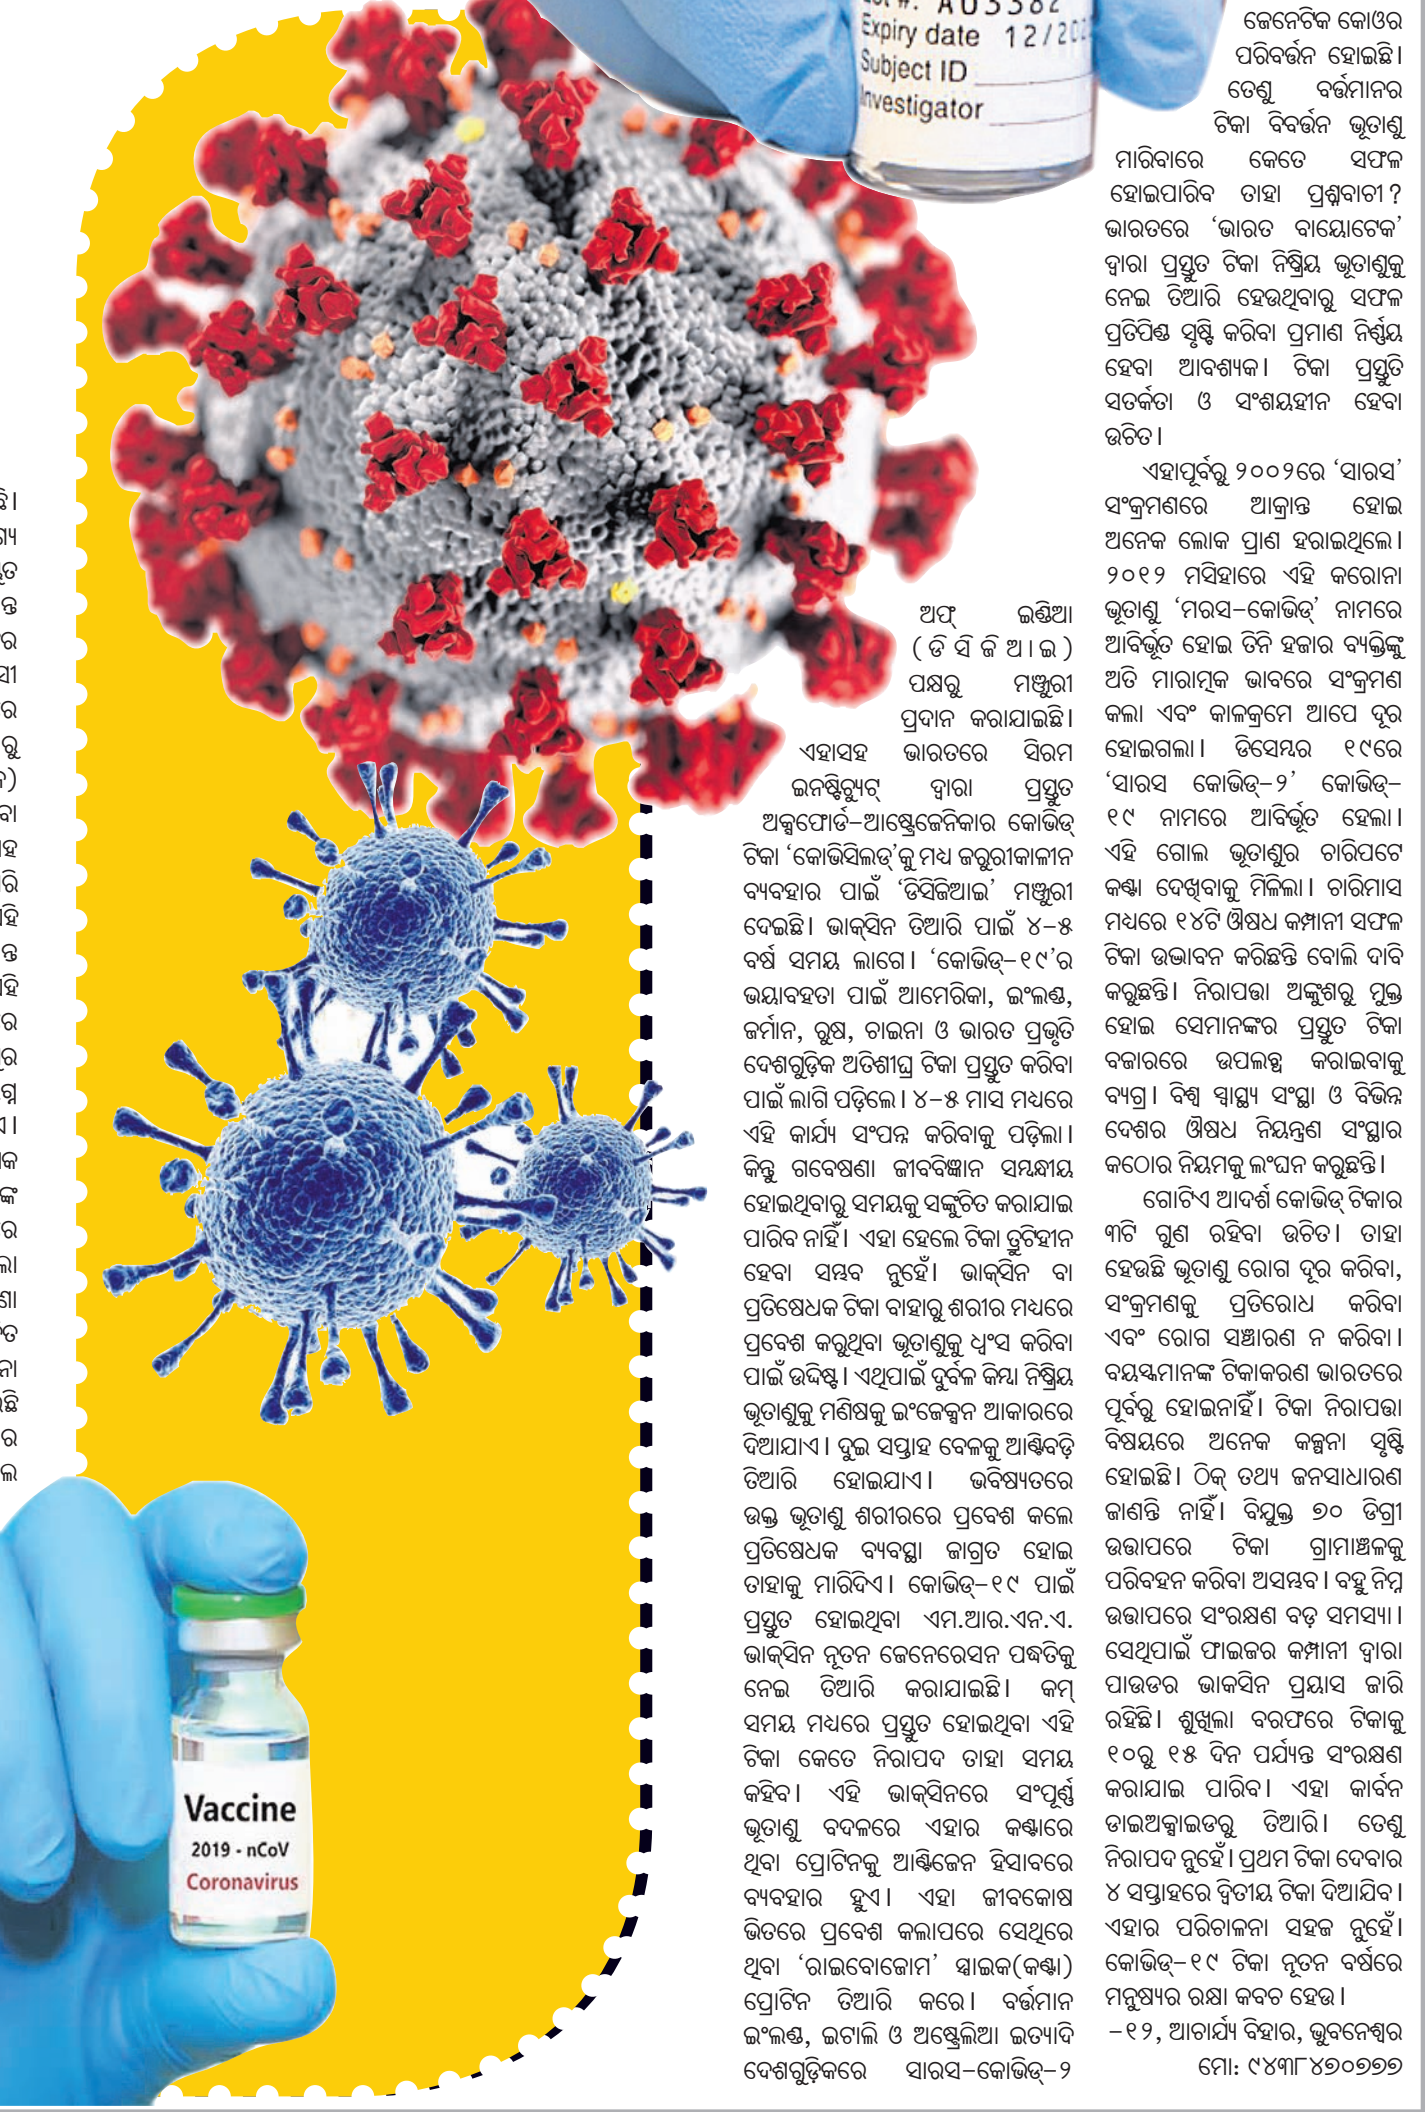 Expiry date 12/202
Subject ID
Investigator
Vaccine
2019 - nCoV
Coronavirus
ଅଫ୍ ଇଣ୍ଡିଆ
(ଡିସିଜିଆଇ)
ପକ୍ଷରୁ ମଞ୍ଜୁରୀ
ପ୍ରଦାନ କରାଯାଇଛି।
ଏହାସହ ଭାରତରେ ସିରମ
ଇନଷ୍ଟିଚ୍ୟୁଟ୍ ଦ୍ୱାରା ପ୍ରସ୍ତୁତ
ଅକ୍ସଫୋର୍ଡ–ଆଷ୍ଟ୍ରେଜେନିକାର କୋଭିଡ୍
ଟିକା ‘କୋଭିସିଲଡ୍’କୁ ମଧ୍ୟ ଜରୁରୀକାଳୀନ
ବ୍ୟବହାର ପାଇଁ ‘ଡିସିଜିଆଇ’ ମଞ୍ଜୁରୀ
ଦେଇଛି। ଭାକ୍‌ସିନ ତିଆରି ପାଇଁ ୪–୫
ବର୍ଷ ସମୟ ଲାଗେ। ‘କୋଭିଡ୍–୧୯’ର
ଭୟାବହତା ପାଇଁ ଆମେରିକା, ଇଂଲଣ୍ଡ,
ଜର୍ମାନ, ରୁଷ, ଚାଇନା ଓ ଭାରତ ପ୍ରଭୃତି
ଦେଶଗୁଡ଼ିକ ଅତିଶୀଘ୍ର ଟିକା ପ୍ରସ୍ତୁତ କରିବା
ପାଇଁ ଲାଗି ପଡ଼ିଲେ। ୪–୫ ମାସ ମଧ୍ୟରେ
ଏହି କାର୍ଯ୍ୟ ସଂପନ୍ନ କରିବାକୁ ପଡ଼ିଲା।
କିନ୍ତୁ ଗବେଷଣା ଜୀବବିଜ୍ଞାନ ସମ୍ବନ୍ଧୀୟ
ହୋଇଥିବାରୁ ସମୟକୁ ସଙ୍କୁଚିତ କରାଯାଇ
ପାରିବ ନାହିଁ। ଏହା ହେଲେ ଟିକା ତ୍ରୁଟିହୀନ
ହେବା ସମ୍ଭବ ନୁହେଁ। ଭାକ୍‌ସିନ ବା
ପ୍ରତିଷେଧକ ଟିକା ବାହାରୁ ଶରୀର ମଧ୍ୟରେ
ପ୍ରବେଶ କରୁଥିବା ଭୂତାଣୁକୁ ଧ୍ୱଂସ କରିବା
ପାଇଁ ଉଦ୍ଦିଷ୍ଟ। ଏଥିପାଇଁ ଦୁର୍ବଳ କିମ୍ବା ନିଷ୍କ୍ରିୟ
ଭୂତାଣୁକୁ ମଣିଷକୁ ଇଂଜେକ୍ସନ ଆକାରରେ
ଦିଆଯାଏ। ଦୁଇ ସପ୍ତାହ ବେଳକୁ ଆଣ୍ଟିବଡ଼ି
ତିଆରି ହୋଇଯାଏ। ଭବିଷ୍ୟତରେ
ଉକ୍ତ ଭୂତାଣୁ ଶରୀରରେ ପ୍ରବେଶ କଲେ
ପ୍ରତିଷେଧକ ବ୍ୟବସ୍ଥା ଜାଗ୍ରତ ହୋଇ
ତାହାକୁ ମାରିଦିଏ। କୋଭିଡ୍–୧୯ ପାଇଁ
ପ୍ରସ୍ତୁତ ହୋଇଥିବା ଏମ.ଆର.ଏନ.ଏ.
ଭାକ୍‌ସିନ ନୂତନ ଜେନେରେସନ ପଦ୍ଧତିକୁ
ନେଇ ତିଆରି କରାଯାଇଛି। କମ୍
ସମୟ ମଧ୍ୟରେ ପ୍ରସ୍ତୁତ ହୋଇଥିବା ଏହି
ଟିକା କେତେ ନିରାପଦ ତାହା ସମୟ
କହିବ। ଏହି ଭାକ୍‌ସିନରେ ସଂପୂର୍ଣ୍ଣ
ଭୂତାଣୁ ବଦଳରେ ଏହାର କଣ୍ଟାରେ
ଥିବା ପ୍ରୋଟିନକୁ ଆଣ୍ଟିଜେନ ହିସାବରେ
ବ୍ୟବହାର ହୁଏ। ଏହା ଜୀବକୋଷ
ଭିତରେ ପ୍ରବେଶ କଲାପରେ ସେଥିରେ
ଥିବା ‘ରାଇବୋଜୋମ’ ସ୍ପାଇକ(କଣ୍ଟା)
ପ୍ରୋଟିନ ତିଆରି କରେ। ବର୍ତ୍ତମାନ
ଇଂଲଣ୍ଡ, ଇଟାଲି ଓ ଅଷ୍ଟ୍ରେଲିଆ ଇତ୍ୟାଦି
ଦେଶଗୁଡ଼ିକରେ ସାରସ–କୋଭିଡ୍–୨
ଜେନେଟିକ କୋଓର
ପରିବର୍ତ୍ତନ ହୋଇଛି।
ତେଣୁ ବର୍ତ୍ତମାନର
ଟିକା ବିବର୍ତ୍ତନ ଭୂତାଣୁ
ମାରିବାରେ କେତେ ସଫଳ
ହୋଇପାରିବ ତାହା ପ୍ରଶ୍ନବାଚୀ?
ଭାରତରେ ‘ଭାରତ ବାୟୋଟେକ’
ଦ୍ୱାରା ପ୍ରସ୍ତୁତ ଟିକା ନିଷ୍କ୍ରିୟ ଭୂତାଣୁକୁ
ନେଇ ତିଆରି ହେଉଥିବାରୁ ସଫଳ
ପ୍ରତିପିଣ୍ଡ ସୃଷ୍ଟି କରିବା ପ୍ରମାଣ ନିର୍ଣ୍ଣୟ
ହେବା ଆବଶ୍ୟକ। ଟିକା ପ୍ରସ୍ତୁତି
ସତର୍କତା ଓ ସଂଶୟହୀନ ହେବା
ଉଚିତ।
ଏହାପୂର୍ବରୁ ୨୦୦୨ରେ ‘ସାରସ’
ସଂକ୍ରମଣରେ ଆକ୍ରାନ୍ତ ହୋଇ
ଅନେକ ଲୋକ ପ୍ରାଣ ହରାଇଥିଲେ।
୨୦୧୨ ମସିହାରେ ଏହି କରୋନା
ଭୂତାଣୁ ‘ମରସ–କୋଭିଡ୍’ ନାମରେ
ଆବିର୍ଭୂତ ହୋଇ ତିନି ହଜାର ବ୍ୟକ୍ତିଙ୍କୁ
ଅତି ମାରାତ୍ମକ ଭାବରେ ସଂକ୍ରମଣ
କଲା ଏବଂ କାଳକ୍ରମେ ଆପେ ଦୂର
ହୋଇଗଲା। ଡିସେମ୍ବର ୧୯ରେ
‘ସାରସ କୋଭିଡ୍–୨’ କୋଭିଡ୍–
୧୯ ନାମରେ ଆବିର୍ଭୂତ ହେଲା।
ଏହି ଗୋଲ ଭୂତାଣୁର ଚାରିପଟେ
କଣ୍ଟା ଦେଖିବାକୁ ମିଳିଲା। ଚାରିମାସ
ମଧ୍ୟରେ ୧୪ଟି ଔଷଧ କମ୍ପାନୀ ସଫଳ
ଟିକା ଉଦ୍ଭାବନ କରିଛନ୍ତି ବୋଲି ଦାବି
କରୁଛନ୍ତି। ନିରାପତ୍ତା ଅଙ୍କୁଶରୁ ମୁକ୍ତ
ହୋଇ ସେମାନଙ୍କର ପ୍ରସ୍ତୁତ ଟିକା
ବଜାରରେ ଉପଲବ୍ଧ କରାଇବାକୁ
ବ୍ୟଗ୍ର। ବିଶ୍ୱ ସ୍ୱାସ୍ଥ୍ୟ ସଂସ୍ଥା ଓ ବିଭିନ୍ନ
ଦେଶର ଔଷଧ ନିୟନ୍ତ୍ରଣ ସଂସ୍ଥାର
କଠୋର ନିୟମକୁ ଲଂଘନ କରୁଛନ୍ତି।
ଗୋଟିଏ ଆଦର୍ଶ କୋଭିଡ୍ ଟିକାର
୩ଟି ଗୁଣ ରହିବା ଉଚିତ। ତାହା
ହେଉଛି ଭୂତାଣୁ ରୋଗ ଦୂର କରିବା,
ସଂକ୍ରମଣକୁ ପ୍ରତିରୋଧ କରିବା
ଏବଂ ରୋଗ ସଞ୍ଚାରଣ ନ କରିବା।
ବୟସ୍କମାନଙ୍କ ଟିକାକରଣ ଭାରତରେ
ପୂର୍ବରୁ ହୋଇନାହିଁ। ଟିକା ନିରାପତ୍ତା
ବିଷୟରେ ଅନେକ କଳ୍ପନା ସୃଷ୍ଟି
ହୋଇଛି। ଠିକ୍ ତଥ୍ୟ ଜନସାଧାରଣ
ଜାଣନ୍ତି ନାହିଁ। ବିଯୁକ୍ତ ୭୦ ଡିଗ୍ରୀ
ଉତ୍ତାପରେ ଟିକା ଗ୍ରାମାଞ୍ଚଳକୁ
ପରିବହନ କରିବା ଅସମ୍ଭବ। ବହୁ ନିମ୍ନ
ଉତ୍ତାପରେ ସଂରକ୍ଷଣ ବଡ଼ ସମସ୍ୟା।
ସେଥିପାଇଁ ଫାଇଜର କମ୍ପାନୀ ଦ୍ୱାରା
ପାଉଡର ଭାକସିନ ପ୍ରୟାସ ଜାରି
ରହିଛି। ଶୁଖିଲା ବରଫରେ ଟିକାକୁ
୧୦ରୁ ୧୫ ଦିନ ପର୍ଯ୍ୟନ୍ତ ସଂରକ୍ଷଣ
କରାଯାଇ ପାରିବ। ଏହା କାର୍ବନ
ଡାଇଅକ୍ସାଇଡରୁ ତିଆରି। ତେଣୁ
ନିରାପଦ ନୁହେଁ। ପ୍ରଥମ ଟିକା ଦେବାର
୪ ସପ୍ତାହରେ ଦ୍ୱିତୀୟ ଟିକା ଦିଆଯିବ।
ଏହାର ପରିଚାଳନା ସହଜ ନୁହେଁ।
କୋଭିଡ୍–୧୯ ଟିକା ନୂତନ ବର୍ଷରେ
ମନୁଷ୍ୟର ରକ୍ଷା କବଚ ହେଉ।
–୧୨, ଆଚାର୍ଯ୍ୟ ବିହାର, ଭୁବନେଶ୍ୱର
ମୋ: ୯୪୩୮୪୭୦୭୭୭